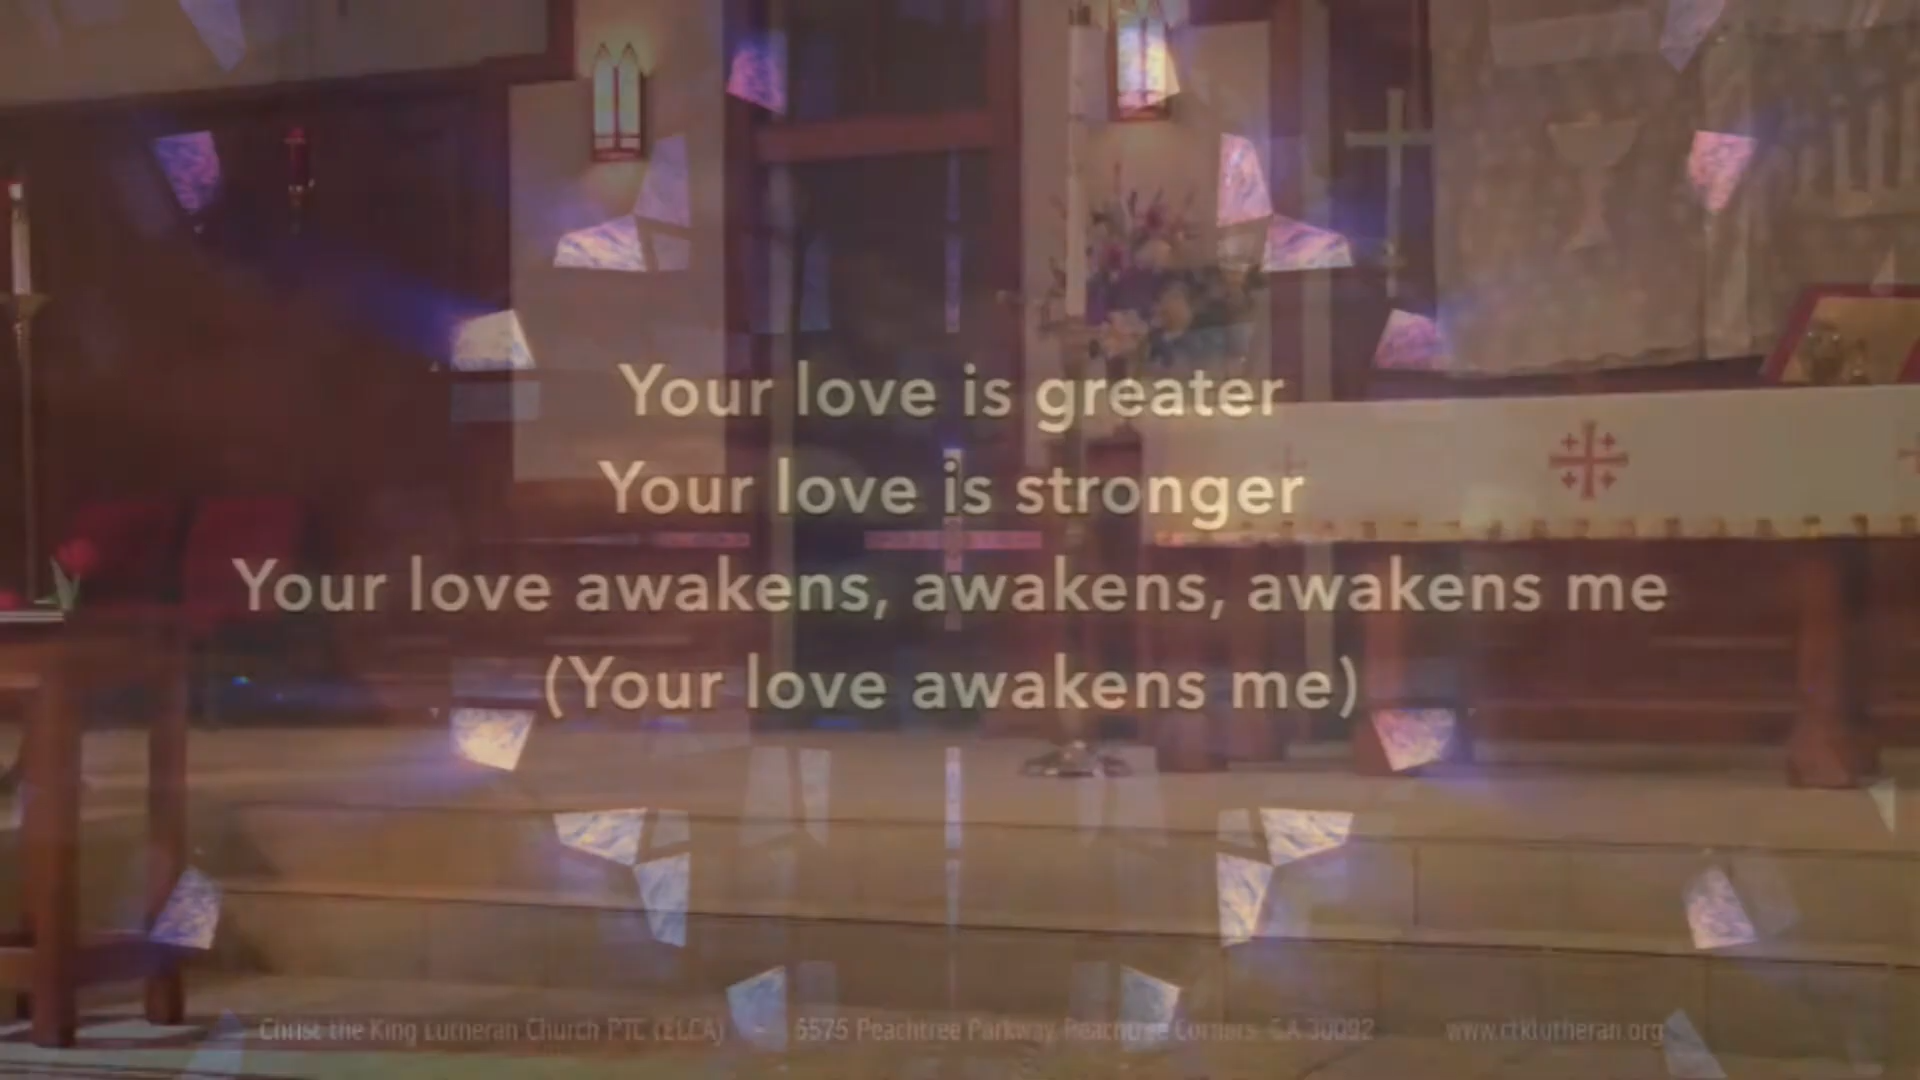 Your love is greater
Your love is stronger
Your love awakens, awakens, awakens me
(Your love awakens me)
Christ the King Lutheran Church PTC (ELCA) 5575 Peachtree Parkway, Peachtree Corners, GA 30092 www.ctklutheran.org